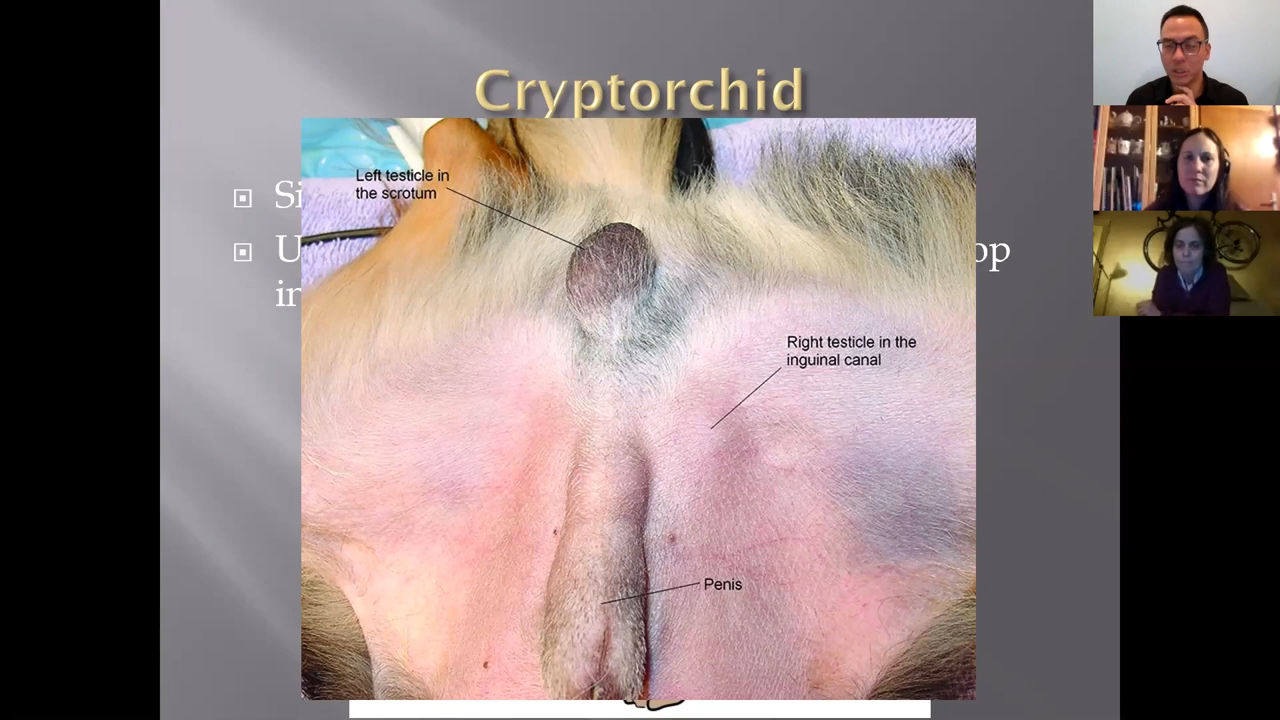 Cryptorchid
Left testicle in
the scrotum
Right testicle in the
inguinal canal
Penis